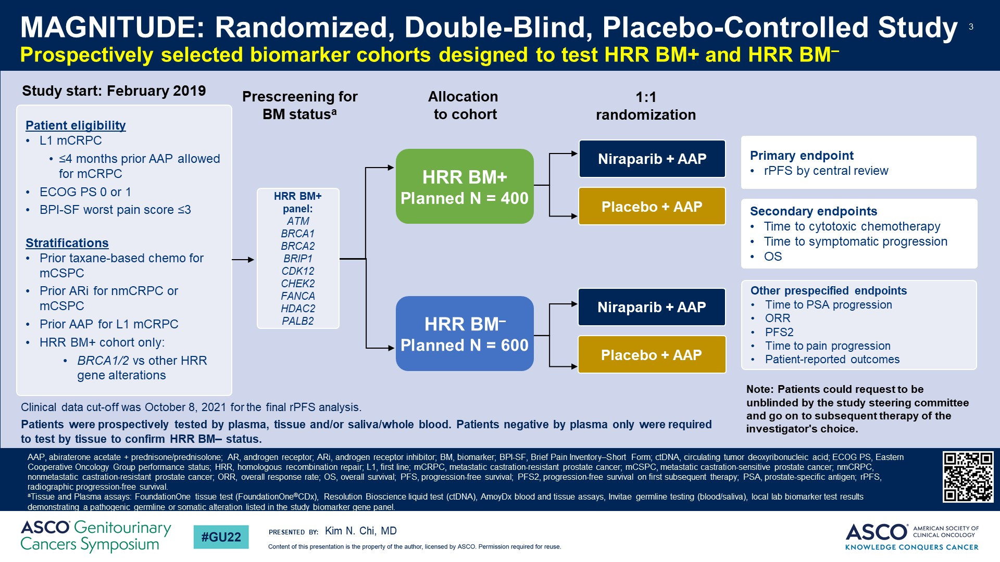 MAGNITUDE: Randomized, Double-Blind, Placebo-Controlled Study
3
Prospectively selected biomarker cohorts designed to test HRR BM+ and HRR BM–
Study start: February 2019
Patient eligibility
• L1 mCRPC
• ≤4 months prior AAP allowed
for mCRPC
• ECOG PS 0 or 1
• BPI-SF worst pain score ≤3
Stratifications
• Prior taxane-based chemo for
mCSPC
• Prior ARi for nmCRPC or
mCSPC
• Prior AAP for L1 mCRPC
• HRR BM+ cohort only:
• BRCA1/2 vs other HRR
gene alterations
Prescreening for
BM statusᵃ
HRR BM+
panel:
ATM
BRCA1
BRCA2
BRIP1
CDK12
CHEK2
FANCA
HDAC2
PALB2
Allocation
to cohort
HRR BM+
Planned N = 400
HRR BM–
Planned N = 600
1:1
randomization
Niraparib + AAP
Placebo + AAP
Niraparib + AAP
Placebo + AAP
Primary endpoint
• rPFS by central review
Secondary endpoints
• Time to cytotoxic chemotherapy
• Time to symptomatic progression
• OS
Other prespecified endpoints
• Time to PSA progression
• ORR
• PFS2
• Time to pain progression
• Patient-reported outcomes
Note: Patients could request to be
unblinded by the study steering committee
and go on to subsequent therapy of the
investigator's choice.
Clinical data cut-off was October 8, 2021 for the final rPFS analysis.
Patients were prospectively tested by plasma, tissue and/or saliva/whole blood. Patients negative by plasma only were required
to test by tissue to confirm HRR BM– status.
AAP, abiraterone acetate + prednisone/prednisolone; AR, androgen receptor; ARi, androgen receptor inhibitor; BM, biomarker; BPI-SF, Brief Pain Inventory–Short Form; ctDNA, circulating tumor deoxyribonucleic acid; ECOG PS, Eastern
Cooperative Oncology Group performance status; HRR, homologous recombination repair; L1, first line; mCRPC, metastatic castration-resistant prostate cancer; mCSPC, metastatic castration-sensitive prostate cancer; nmCRPC,
nonmetastatic castration-resistant prostate cancer; ORR, overall response rate; OS, overall survival; PFS, progression-free survival; PFS2, progression-free survival on first subsequent therapy; PSA, prostate-specific antigen; rPFS,
radiographic progression-free survival.
ᵃTissue and Plasma assays: FoundationOne tissue test (FoundationOne®CDx), Resolution Bioscience liquid test (ctDNA), AmoyDx blood and tissue assays, Invitae germline testing (blood/saliva), local lab biomarker test results
demonstrating a pathogenic germline or somatic alteration listed in the study biomarker gene panel.
ASCO® Genitourinary
Cancers Symposium
#GU22
PRESENTED BY: Kim N. Chi, MD
Content of this presentation is the property of the author, licensed by ASCO. Permission required for reuse.
ASCO® AMERICAN SOCIETY OF
CLINICAL ONCOLOGY
KNOWLEDGE CONQUERS CANCER